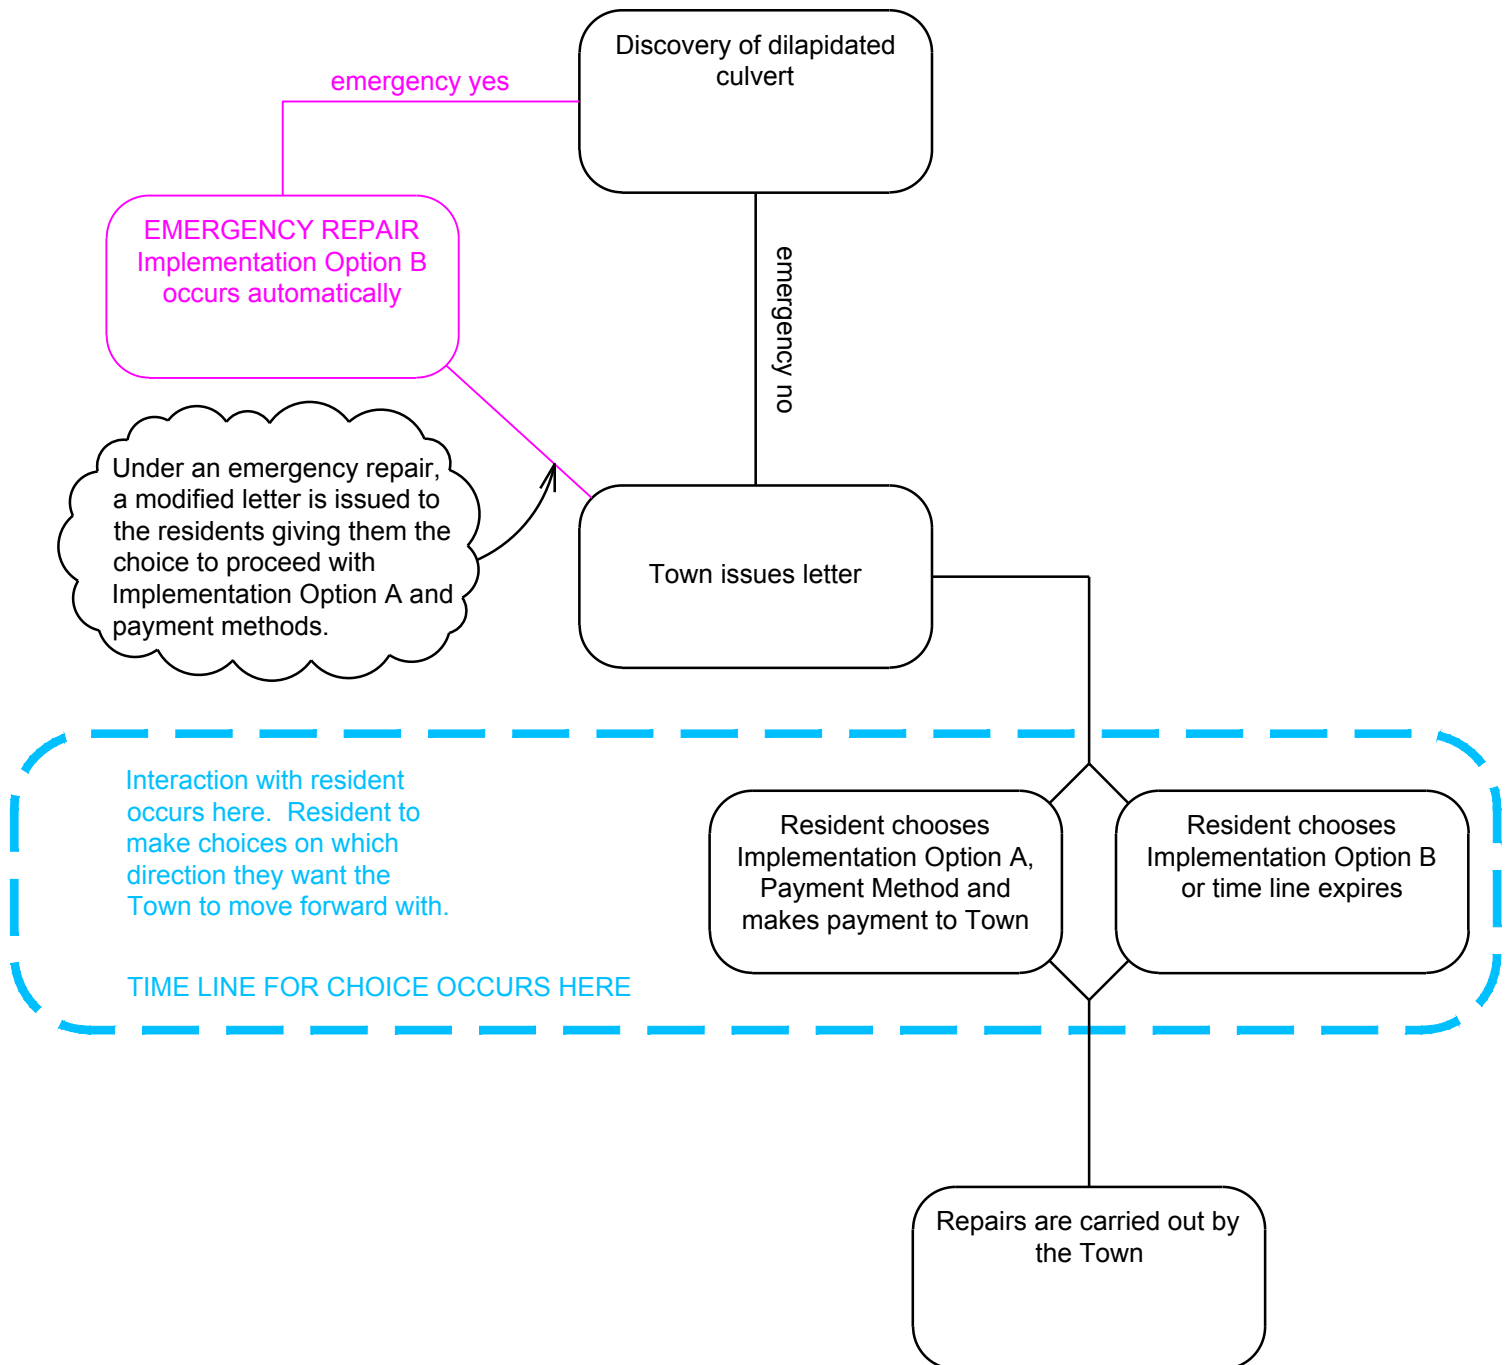 Discovery of dilapidated
culvert
emergency yes
EMERGENCY REPAIR
Implementation Option B
occurs automatically
emergency no
Under an emergency repair,
a modified letter is issued to
the residents giving them the
choice to proceed with
Implementation Option A and
payment methods.
Town issues letter
Interaction with resident
occurs here. Resident to
make choices on which
direction they want the
Town to move forward with.
TIME LINE FOR CHOICE OCCURS HERE
Resident chooses
Implementation Option A,
Payment Method and
makes payment to Town
Resident chooses
Implementation Option B
or time line expires
Repairs are carried out by
the Town